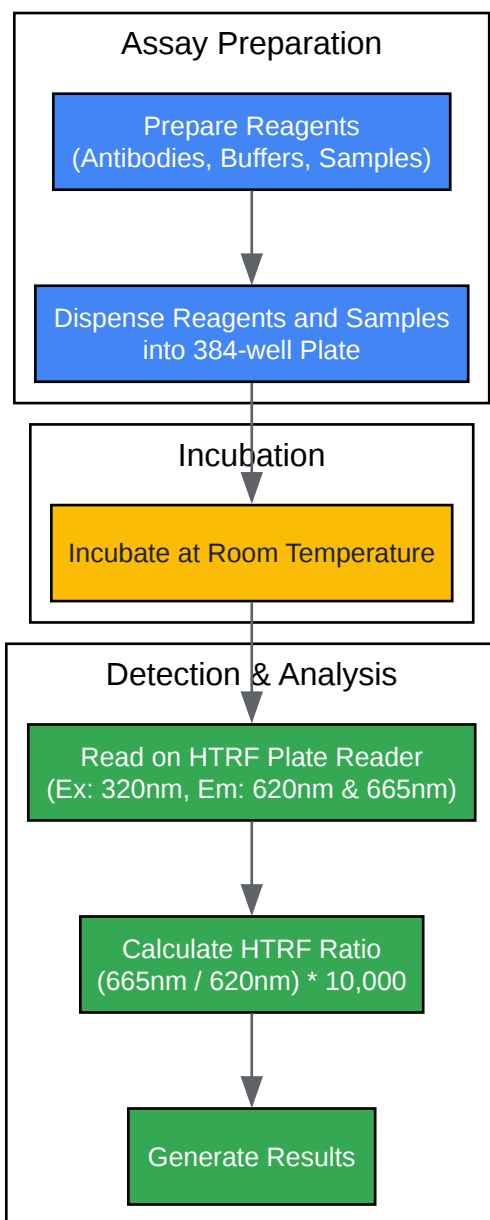 Assay Preparation
Prepare Reagents
(Antibodies, Buffers, Samples)
Dispense Reagents and Samples
into 384-well Plate
Incubation
Incubate at Room Temperature
Detection & Analysis
Read on HTRF Plate Reader
(Ex: 320nm, Em: 620nm & 665nm)
Calculate HTRF Ratio
(665nm / 620nm) * 10,000
Generate Results